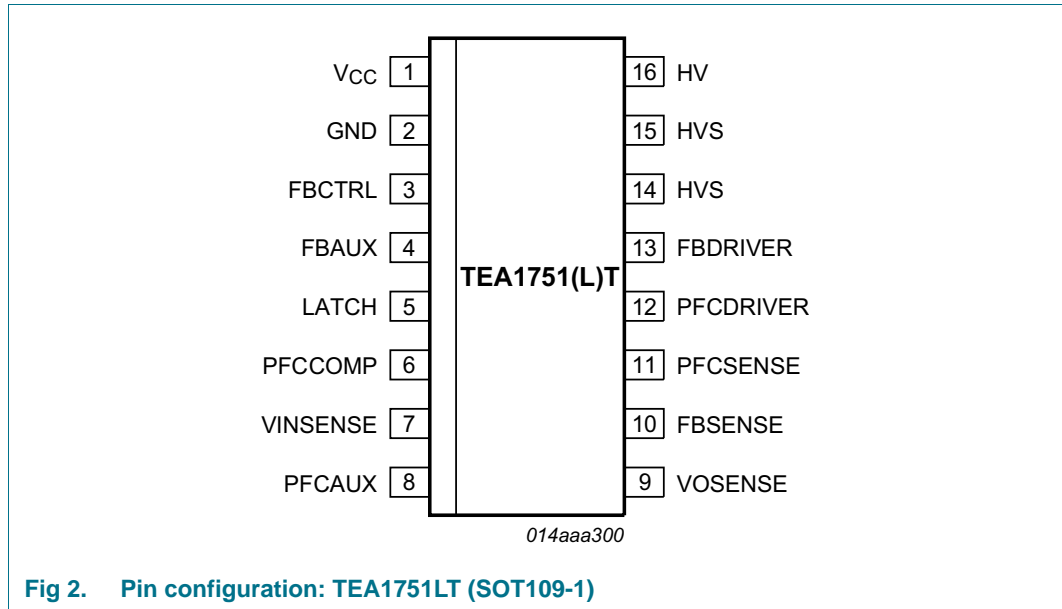 VCC 1 16 HV
GND 2 15 HVS
FBCTRL 3 14 HVS
FBAUX 4 13 FBDRIVER
TEA1751(L)T
LATCH 5 12 PFCDRIVER
PFCCOMP 6 11 PFCSENSE
VINSENSE 7 10 FBSENSE
PFCAUX 8 9 VOSENSE
014aaa300
Fig 2. Pin configuration: TEA1751LT (SOT109-1)